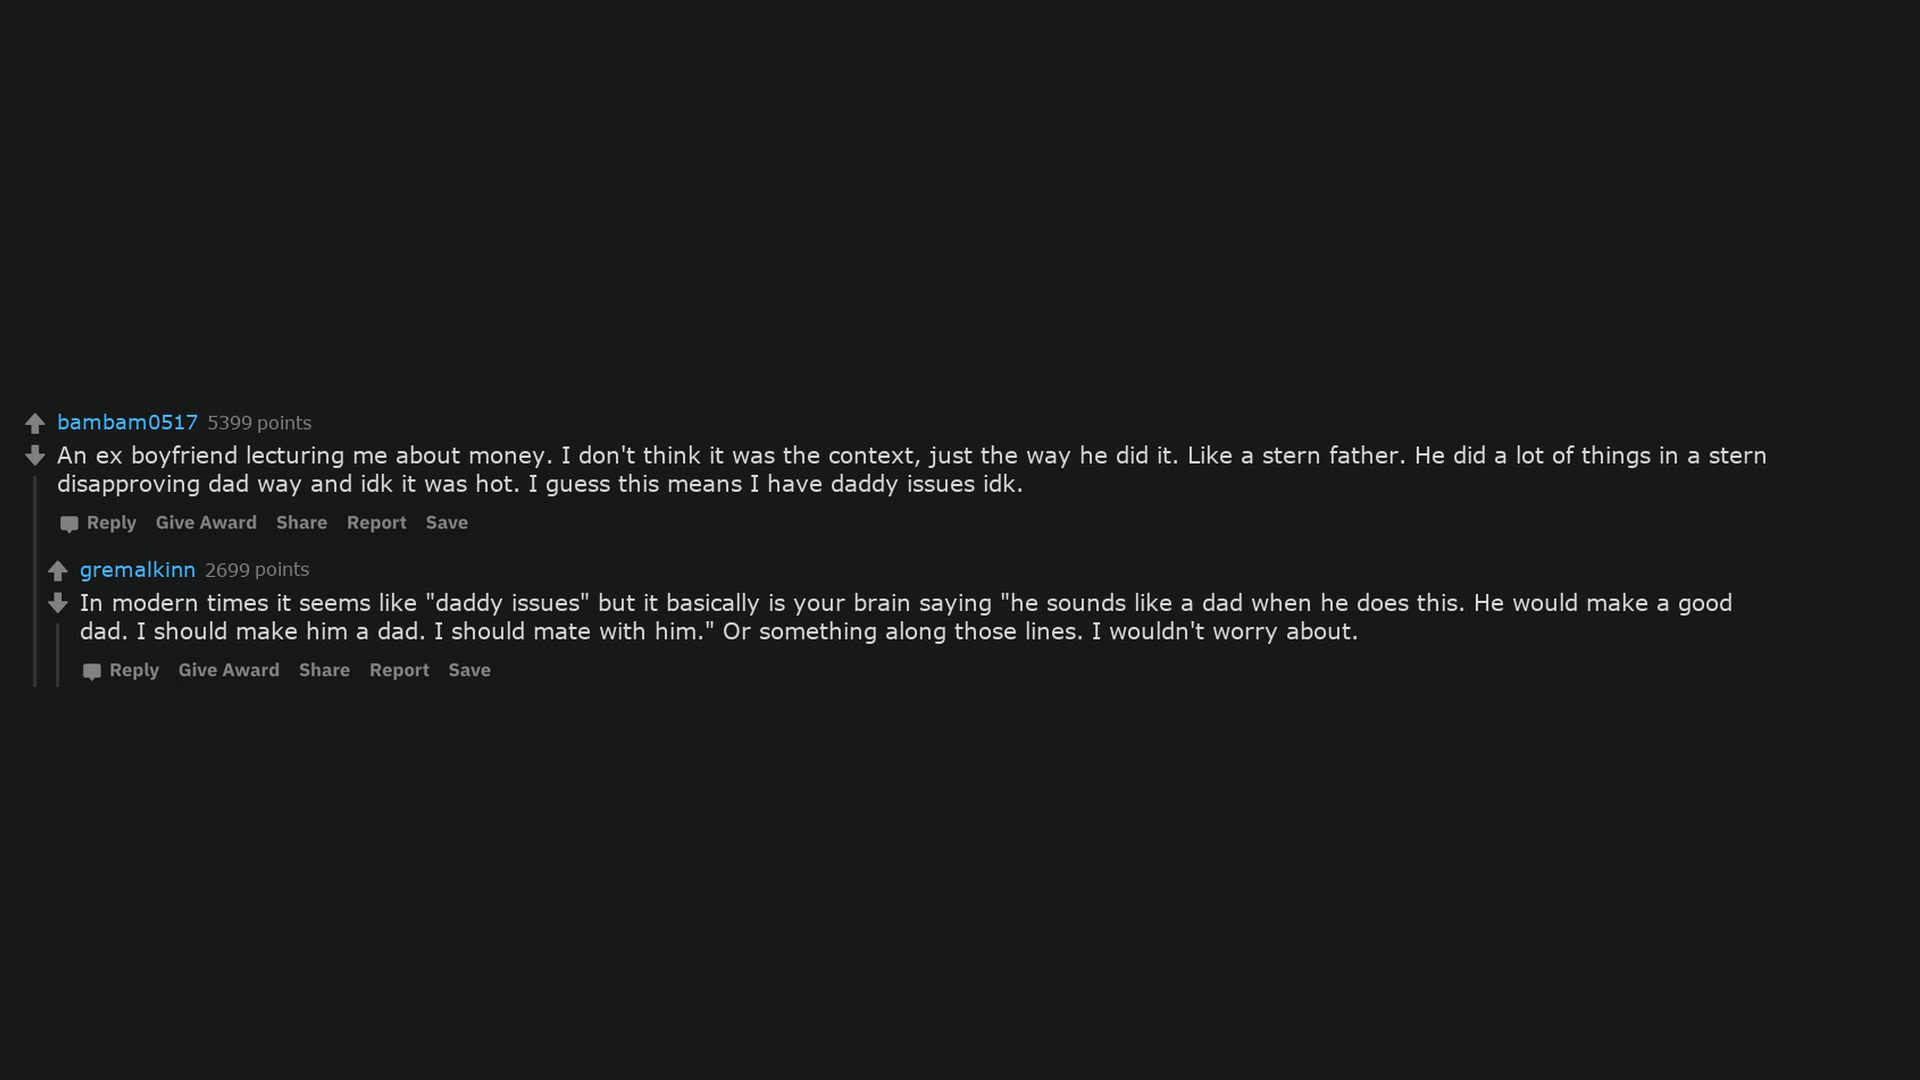 bambam0517 5399 points
An ex boyfriend lecturing me about money. I don't think it was the context, just the way he did it. Like a stern father. He did a lot of things in a stern
disapproving dad way and idk it was hot. I guess this means I have daddy issues idk.
Reply Give Award Share Report Save
gremalkinn 2699 points
In modern times it seems like "daddy issues" but it basically is your brain saying "he sounds like a dad when he does this. He would make a good
dad. I should make him a dad. I should mate with him." Or something along those lines. I wouldn't worry about.
Reply Give Award Share Report Save